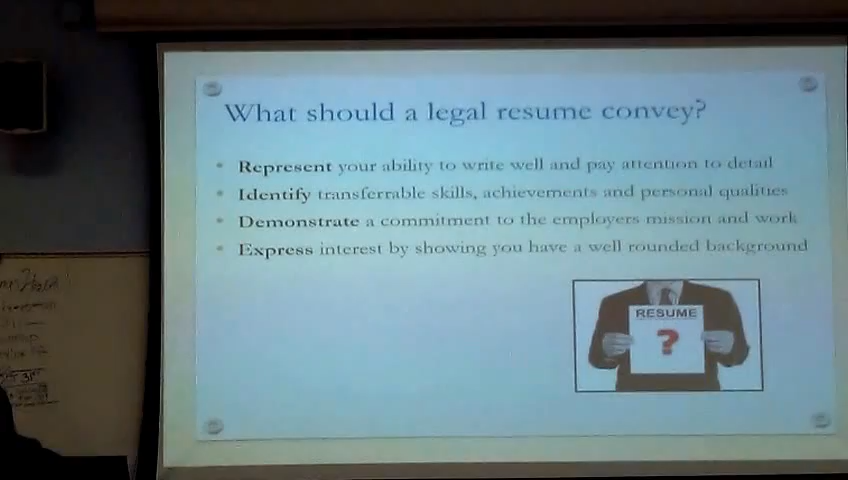 What should a legal resume convey?
Represent your ability to write well and pay attention to detail
Identify transferrable skills, achievements and personal qualities
Demonstrate a commitment to the employers mission and work
Express interest by showing you have a well rounded background
RESUME
?